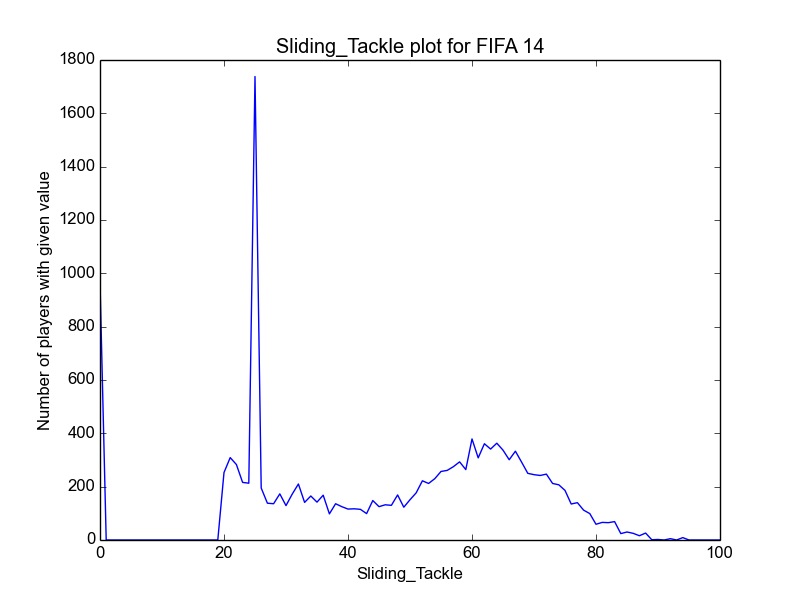 Sliding_Tackle plot for FIFA 14
1800
1600
1400
1200
1000
800
600
400
200
0
Number of players with given value
0 20 40 60 80 100
Sliding_Tackle